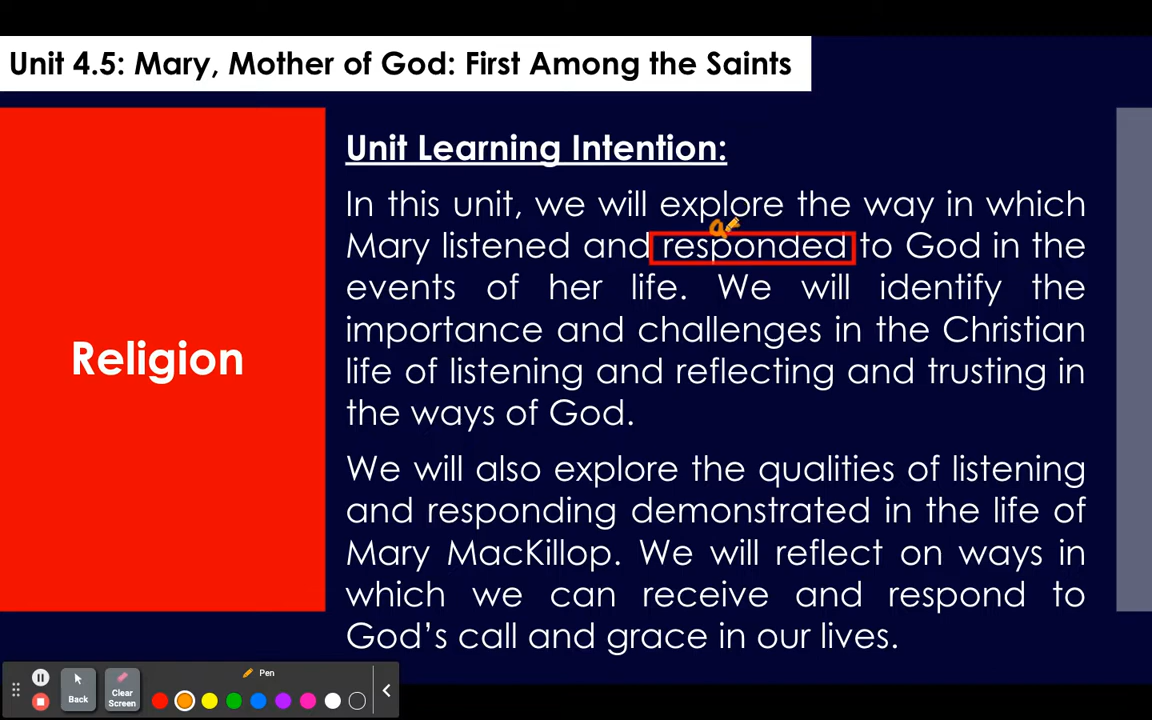 Unit 4.5: Mary, Mother of God: First Among the Saints
Religion
Unit Learning Intention:
In this unit, we will explore the way in which
Mary listened and responded to God in the
events of her life. We will identify the
importance and challenges in the Christian
life of listening and reflecting and trusting in
the ways of God.
We will also explore the qualities of listening
and responding demonstrated in the life of
Mary MacKillop. We will reflect on ways in
which we can receive and respond to
God’s call and grace in our lives.
Pen
Back
Clear
Screen